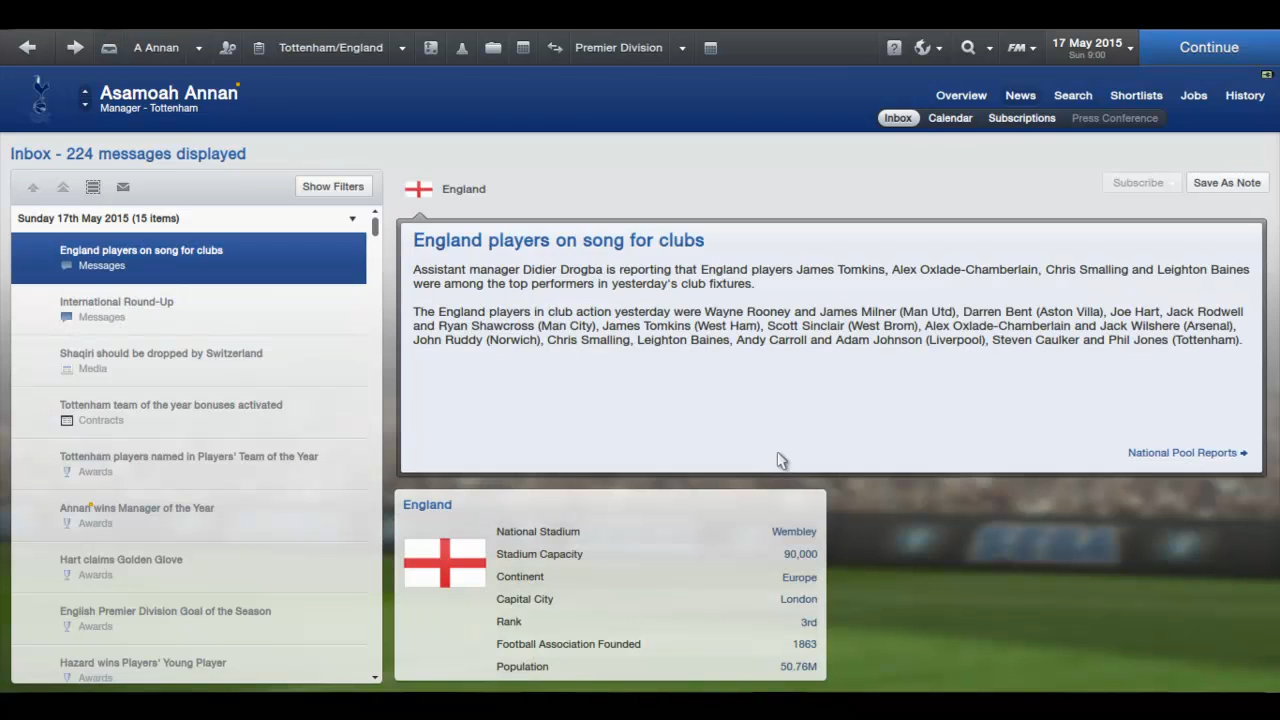 A Annan
Tottenham/England
Premier Division
FM
17 May 2015
Sun 9:00
Continue
Asamoah Annan
Manager - Tottenham
Overview
News
Search
Shortlists
Jobs
History
Inbox
Calendar
Subscriptions
Press Conference
Inbox - 224 messages displayed
Show Filters
Sunday 17th May 2015 (15 items)
England players on song for clubs
Messages
International Round-Up
Messages
Shaqiri should be dropped by Switzerland
Media
Tottenham team of the year bonuses activated
Contracts
Tottenham players named in Players' Team of the Year
Awards
Annan wins Manager of the Year
Awards
Hart claims Golden Glove
Awards
English Premier Division Goal of the Season
Awards
Hazard wins Players' Young Player
Awards
England
Subscribe
Save As Note
England players on song for clubs
Assistant manager Didier Drogba is reporting that England players James Tomkins, Alex Oxlade-Chamberlain, Chris Smalling and Leighton Baines
were among the top performers in yesterday's club fixtures.
The England players in club action yesterday were Wayne Rooney and James Milner (Man Utd), Darren Bent (Aston Villa), Joe Hart, Jack Rodwell
and Ryan Shawcross (Man City), James Tomkins (West Ham), Scott Sinclair (West Brom), Alex Oxlade-Chamberlain and Jack Wilshere (Arsenal),
John Ruddy (Norwich), Chris Smalling, Leighton Baines, Andy Carroll and Adam Johnson (Liverpool), Steven Caulker and Phil Jones (Tottenham).
National Pool Reports
England
National Stadium Wembley
Stadium Capacity 90,000
Continent Europe
Capital City London
Rank 3rd
Football Association Founded 1863
Population 50.76M
SEGA